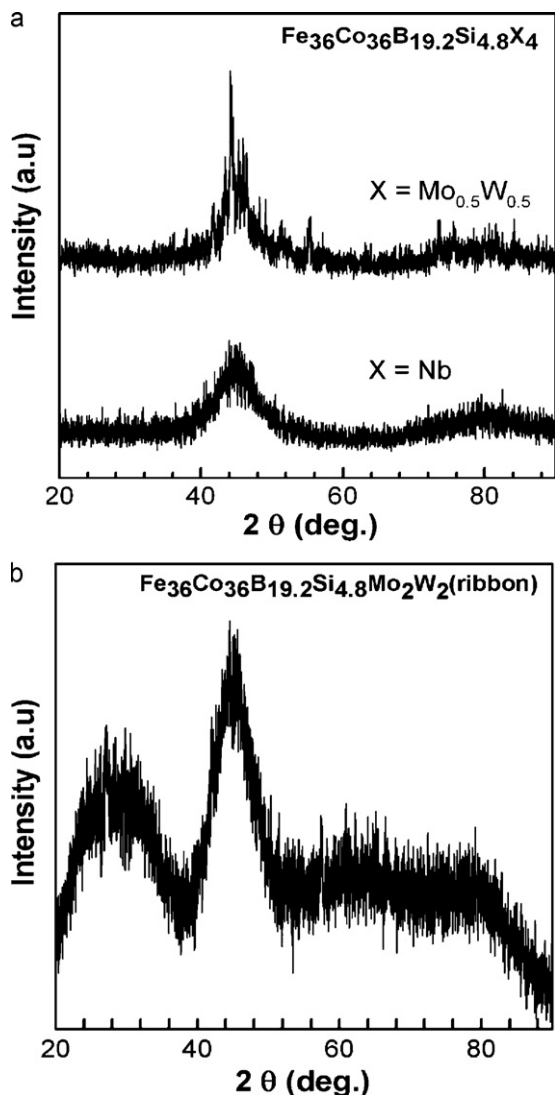 a
Fe36Co36B19.2Si4.8X4
X = Mo0.5W0.5
X = Nb
Intensity (a.u)
20 40 60 80
2 θ (deg.)
b
Fe36Co36B19.2Si4.8Mo2W2(ribbon)
Intensity (a.u)
20 40 60 80
2 θ (deg.)